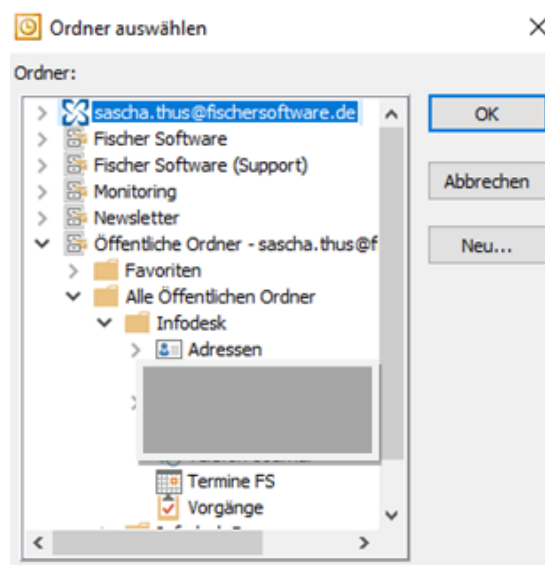 Ordner auswählen
Ordner:
sascha.thus@fischersoftware.de
Fischer Software
Fischer Software (Support)
Monitoring
Newsletter
Öffentliche Ordner - sascha.thus@f
Favoriten
Alle Öffentlichen Ordner
Infodesk
Adressen
Termine FS
Vorgänge
OK
Abbrechen
Neu...